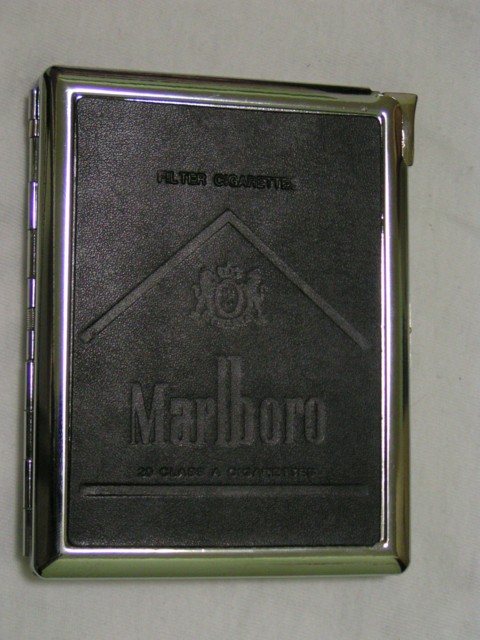 FILTER CIGARETTES
Marlboro
20 CLASS A CIGARETTES